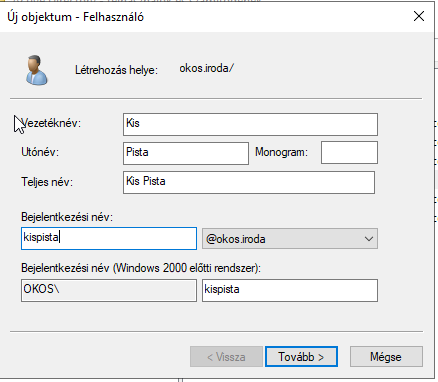 Új objektum - Felhasználó
Létrehozás helye: okos.iroda/
Vezetéknév: Kis
Utónév: Pista Monogram:
Teljes név: Kis Pista
Bejelentkezési név:
kispista @okos.iroda
Bejelentkezési név (Windows 2000 előtti rendszer):
OKOS\ kispista
< Vissza Tovább > Mégse